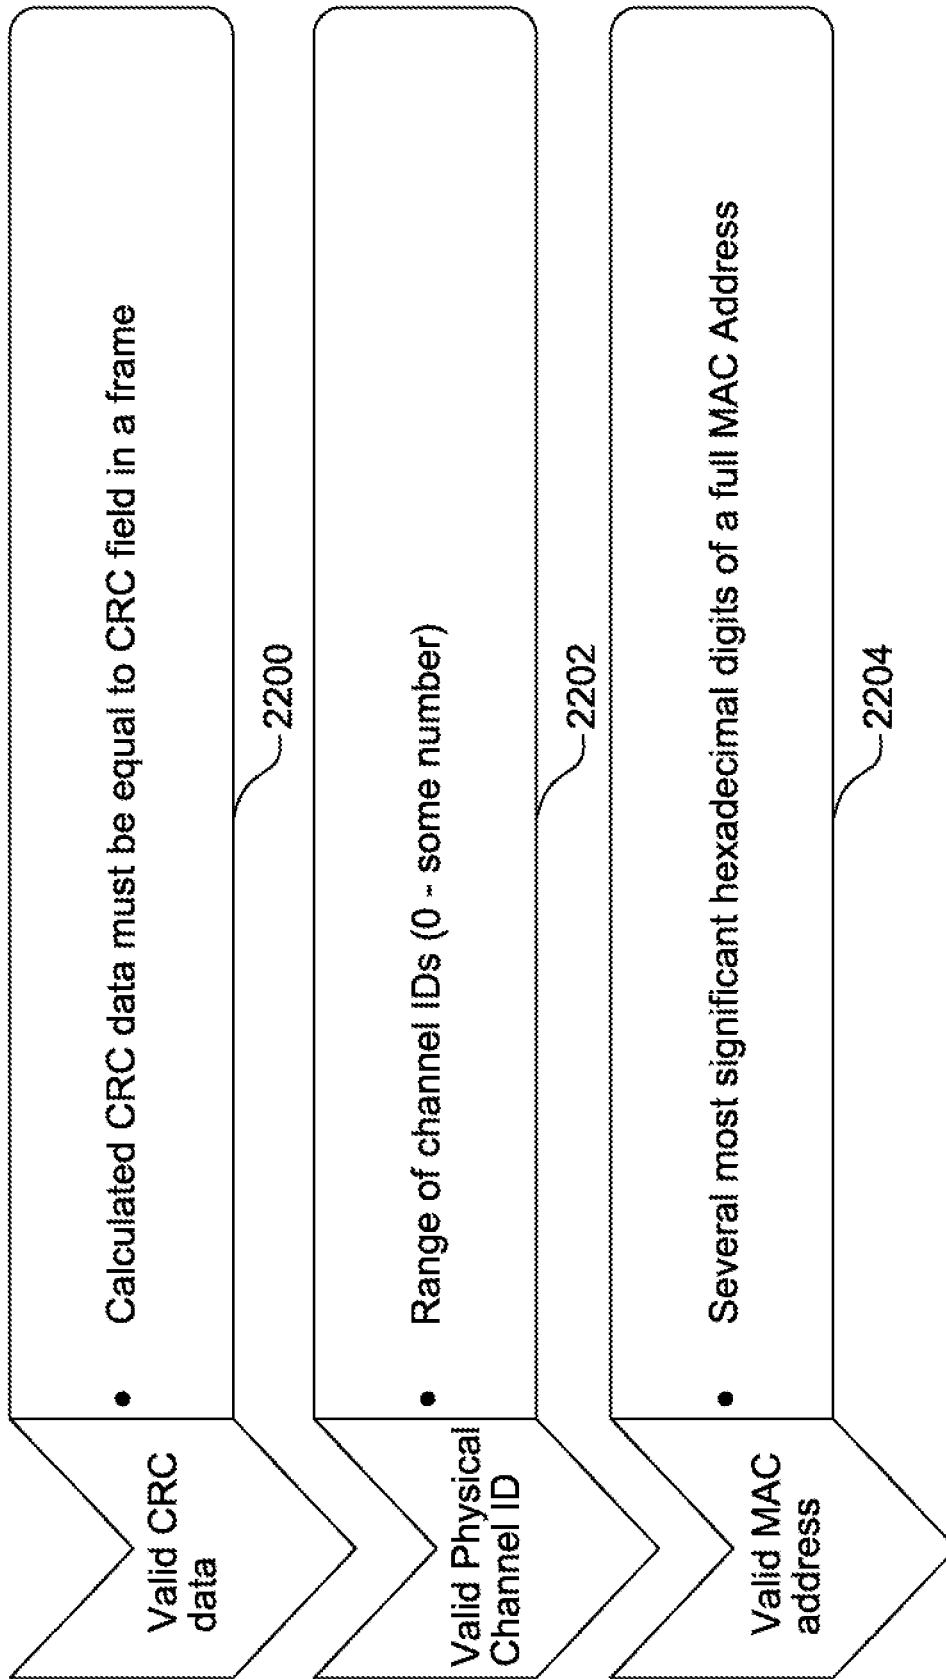 Valid CRC
data
• Calculated CRC data must be equal to CRC field in a frame
2200
Valid Physical
Channel ID
• Range of channel IDs (0 - some number)
2202
Valid MAC
address
• Several most significant hexadecimal digits of a full MAC Address
2204